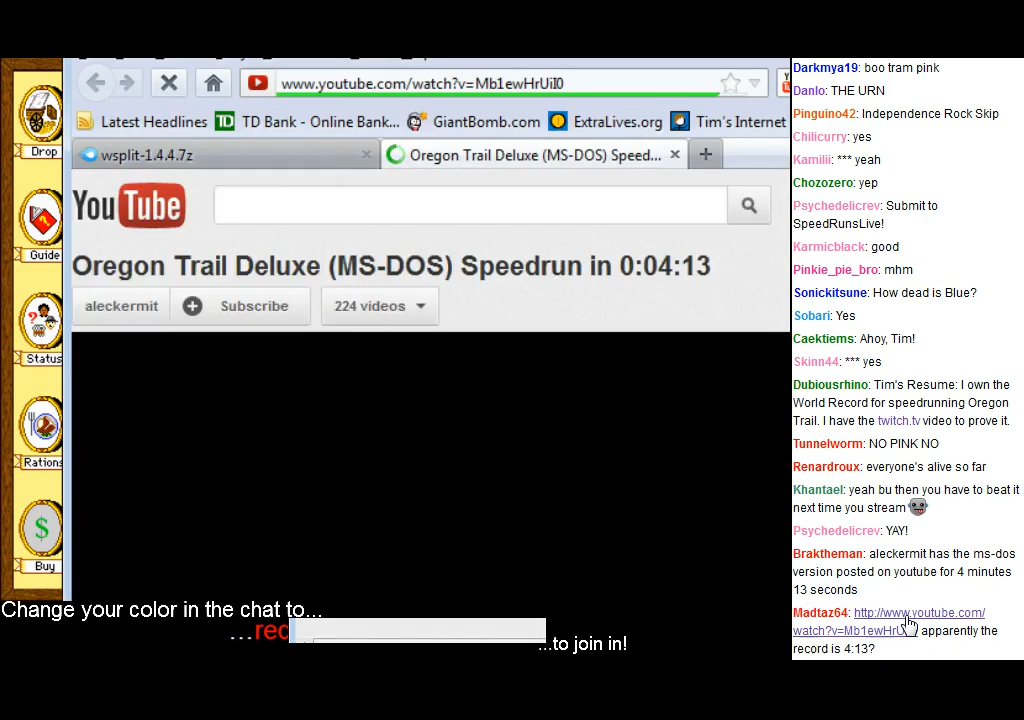 www.youtube.com/watch?v=Mb1ewHrUiI0
Latest Headlines TD TD Bank - Online Bank... GiantBomb.com ExtraLives.org Tim's Internet
wsplit-1.4.4.7z Oregon Trail Deluxe (MS-DOS) Speed...
YouTube
Oregon Trail Deluxe (MS-DOS) Speedrun in 0:04:13
aleckermit Subscribe 224 videos
Drop
Guide
Status
Rations
$
Buy
Change your color in the chat to...
...red
...to join in!
Darkmya19: boo tram pink
Danlo: THE URN
Pinguino42: Independence Rock Skip
Chilicurry: yes
Kamilii: *** yeah
Chozozero: yep
Psychedelicrev: Submit to
SpeedRunsLive!
Karmicblack: good
Pinkie_pie_bro: mhm
Sonickitsune: How dead is Blue?
Sobari: Yes
Caektiems: Ahoy, Tim!
Skinn44: *** yes
Dubiousrhino: Tim's Resume: I own the
World Record for speedrunning Oregon
Trail. I have the twitch.tv video to prove it.
Tunnelworm: NO PINK NO
Renardroux: everyone's alive so far
Khantael: yeah bu then you have to beat it
next time you stream
Psychedelicrev: YAY!
Braktheman: aleckermit has the ms-dos
version posted on youtube for 4 minutes
13 seconds
Madtaz64: http://www.youtube.com/
watch?v=Mb1ewHrU apparently the
record is 4:13?